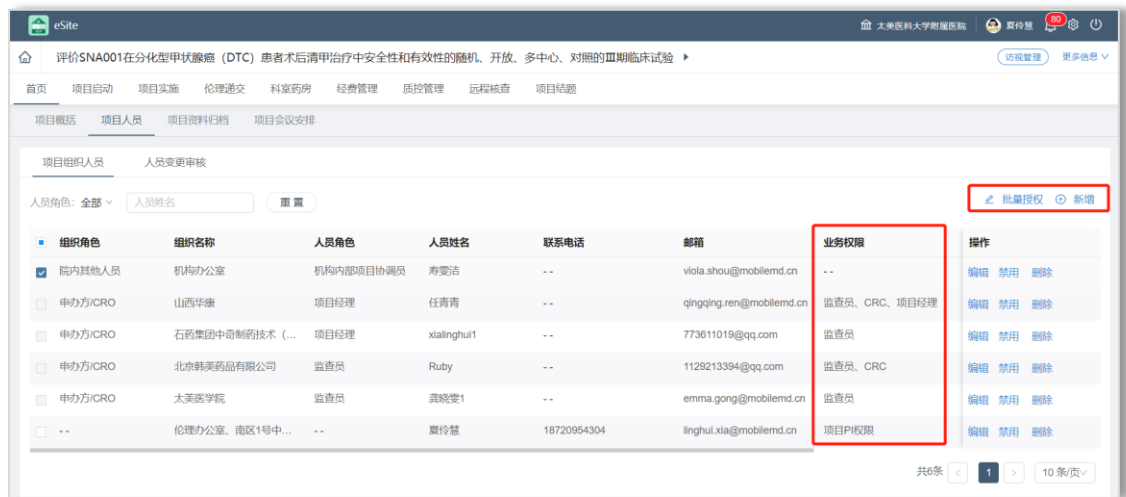 eSite 太美医科大学附属医院 夏伶慧 80
评价SNA001在分化型甲状腺癌（DTC）患者术后清甲治疗中安全性和有效性的随机、开放、多中心、对照的Ⅲ期临床试验 访视管理 更多信息
首页 项目启动 项目实施 伦理递交 科室药房 经费管理 质控管理 远程核查 项目结题
项目概括 项目人员 项目资料归档 项目会议安排
项目组织人员 人员变更审核
人员角色: 全部 人员姓名 重置 批量授权 新增
组织角色 组织名称 人员角色 人员姓名 联系电话 邮箱 业务权限 操作
院内其他人员 机构办公室 机构内部项目协调员 寿雯洁 - - viola.shou@mobilemd.cn - - 编辑 禁用 删除
申办方/CRO 山西华康 项目经理 任青青 - - qingqing.ren@mobilemd.cn 监查员、CRC、项目经理 编辑 禁用 删除
申办方/CRO 石药集团中奇制药技术（... 项目经理 xialinghui1 - - 773611019@qq.com 监查员 编辑 禁用 删除
申办方/CRO 北京韩美药品有限公司 监查员 Ruby - - 1129213394@qq.com 监查员、CRC 编辑 禁用 删除
申办方/CRO 太美医学院 监查员 龚晓雯1 - - emma.gong@mobilemd.cn 监查员 编辑 禁用 删除
- - 伦理办公室、南区1号中... - - 夏伶慧 18720954304 linghui.xia@mobilemd.cn 项目PI权限 编辑 禁用 删除
共6条 < 1 > 10 条/页